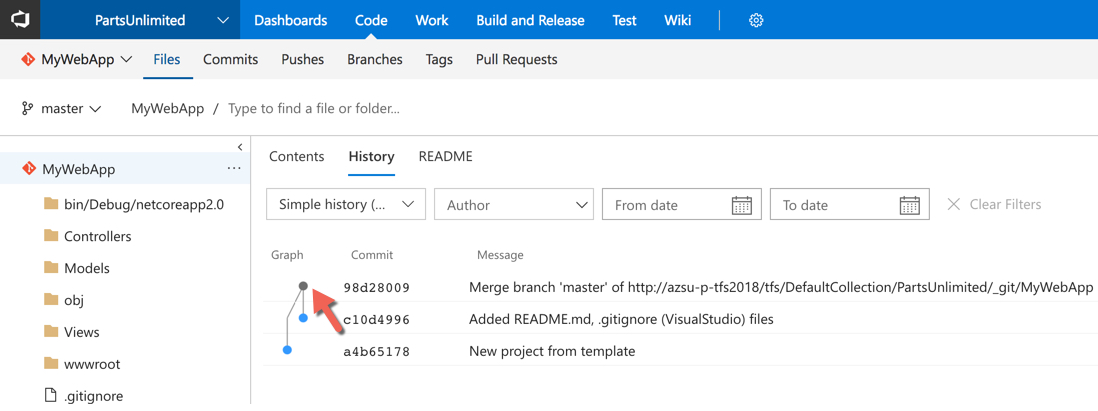 PartsUnlimited Dashboards Code Work Build and Release Test Wiki
MyWebApp Files Commits Pushes Branches Tags Pull Requests
master MyWebApp / Type to find a file or folder...
MyWebApp ...
bin/Debug/netcoreapp2.0
Controllers
Models
obj
Views
wwwroot
.gitignore
Contents History README
Simple history (... Author From date To date Clear Filters
Graph Commit Message
98d28009 Merge branch 'master' of http://azsu-p-tfs2018/tfs/DefaultCollection/PartsUnlimited/_git/MyWebApp
c10d4996 Added README.md, .gitignore (VisualStudio) files
a4b65178 New project from template